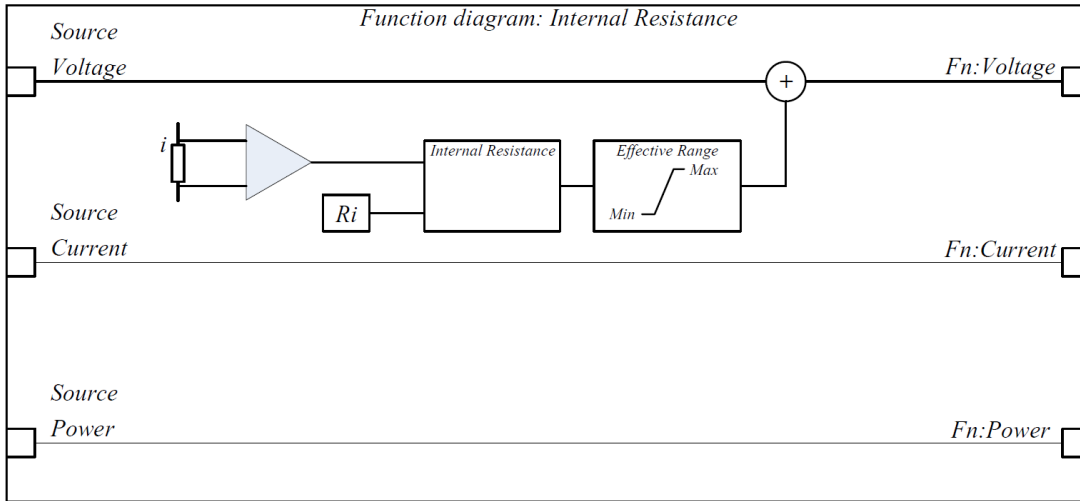 Function diagram: Internal Resistance
Source
Voltage
Fn:Voltage
+
i
Internal Resistance
Effective Range
Max
Min
Ri
Source
Current
Fn:Current
Source
Power
Fn:Power